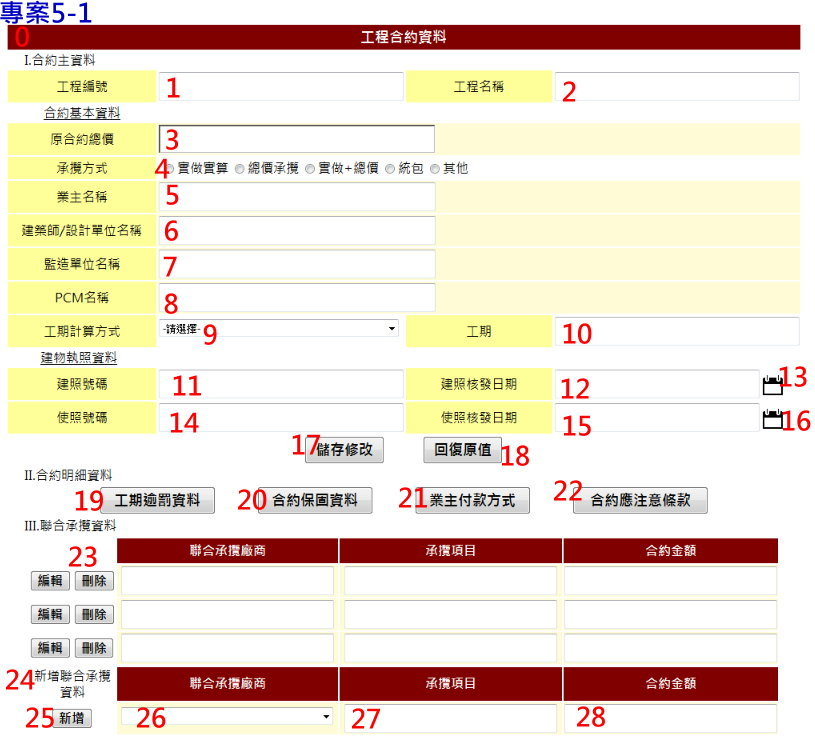 專案5-1
0 工程合約資料
I.合約主資料
工程編號 1 工程名稱 2
合約基本資料
原合約總價 3
承攬方式 4 實做實算 總價承攬 實做+總價 統包 其他
業主名稱 5
建築師/設計單位名稱 6
監造單位名稱 7
PCM名稱 8
工期計算方式 -請選擇- 9 工期 10
建物執照資料
建照號碼 11 建照核發日期 12 13
使照號碼 14 使照核發日期 15 16
17 儲存修改 回復原值 18
II.合約明細資料
19 工期逾罰資料 20 合約保固資料 21 業主付款方式 22 合約應注意條款
III.聯合承攬資料
23 聯合承攬廠商 承攬項目 合約金額
編輯 刪除
編輯 刪除
編輯 刪除
24 新增聯合承攬
資料 聯合承攬廠商 承攬項目 合約金額
25 新增 26 27 28